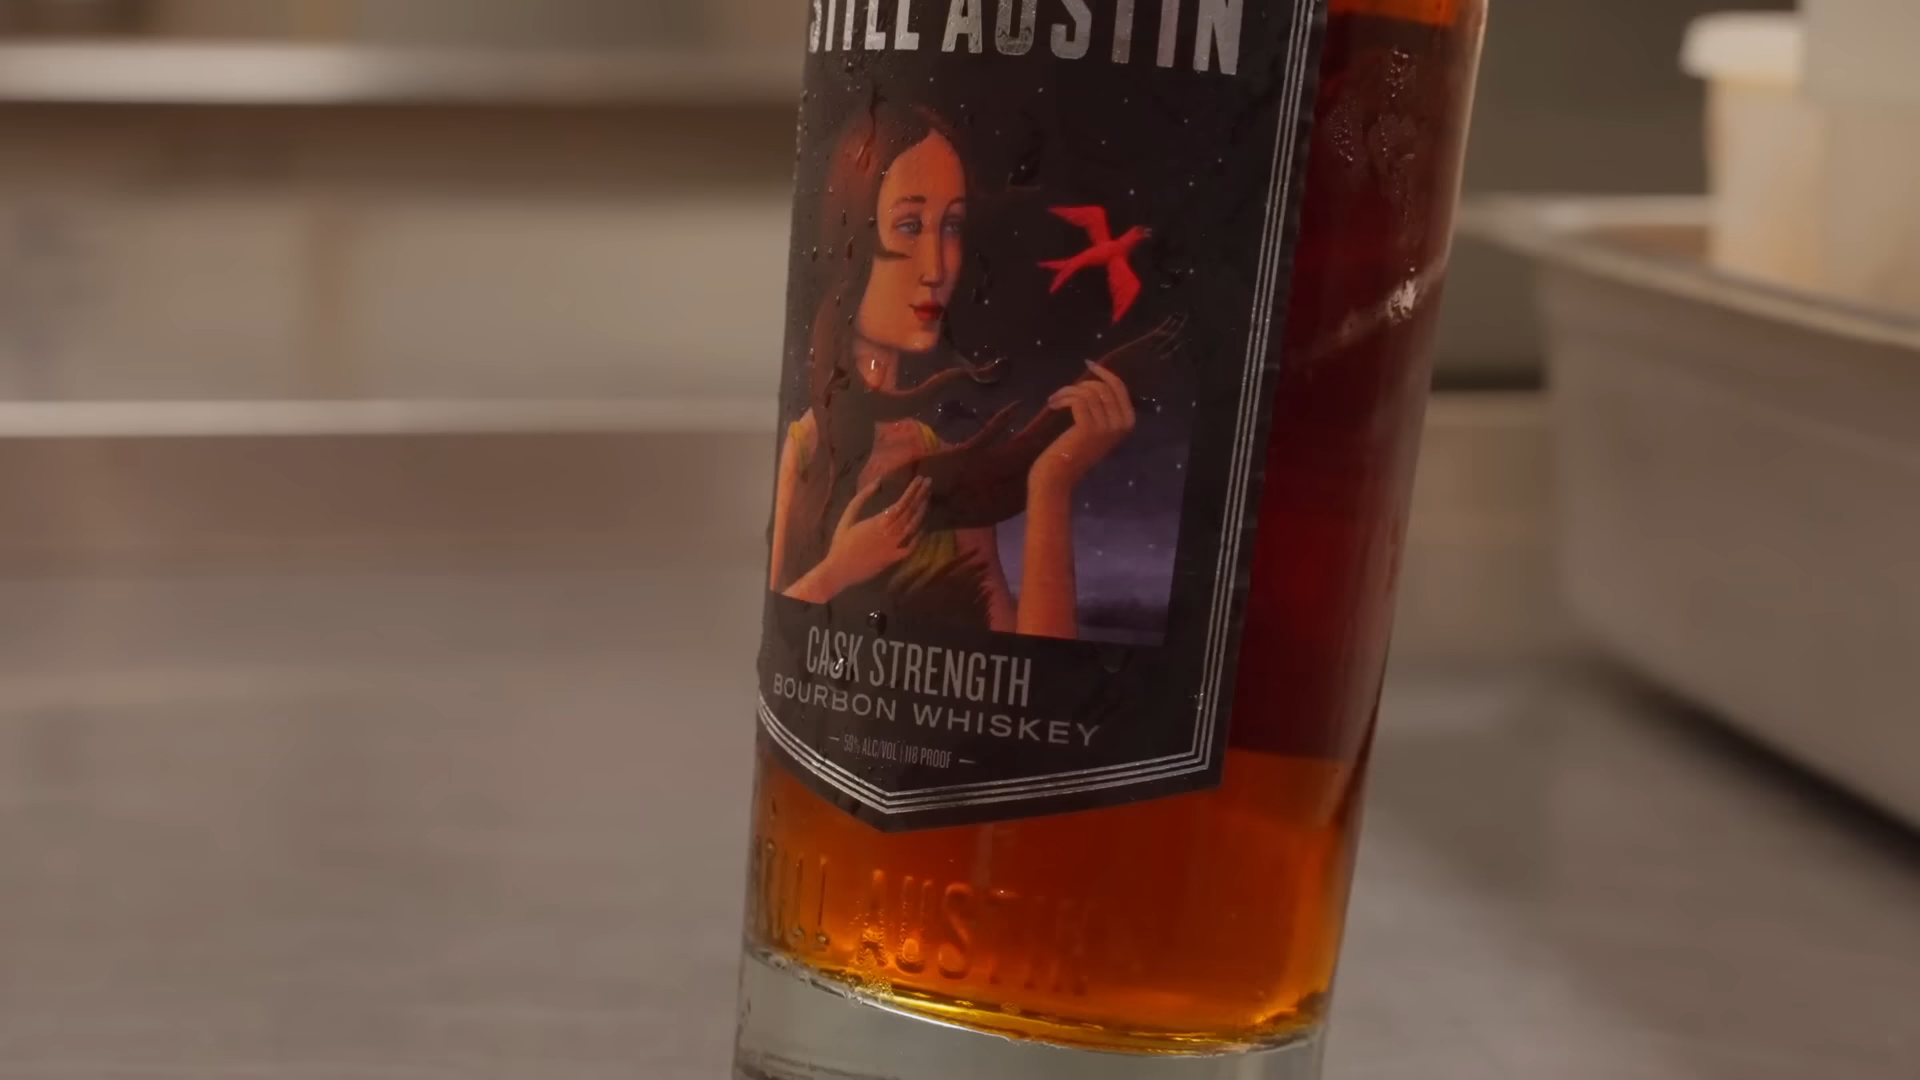 STILL AUSTIN
CASK STRENGTH
BOURBON WHISKEY
— 59% ALC/VOL | 118 PROOF —
STILL AUSTIN